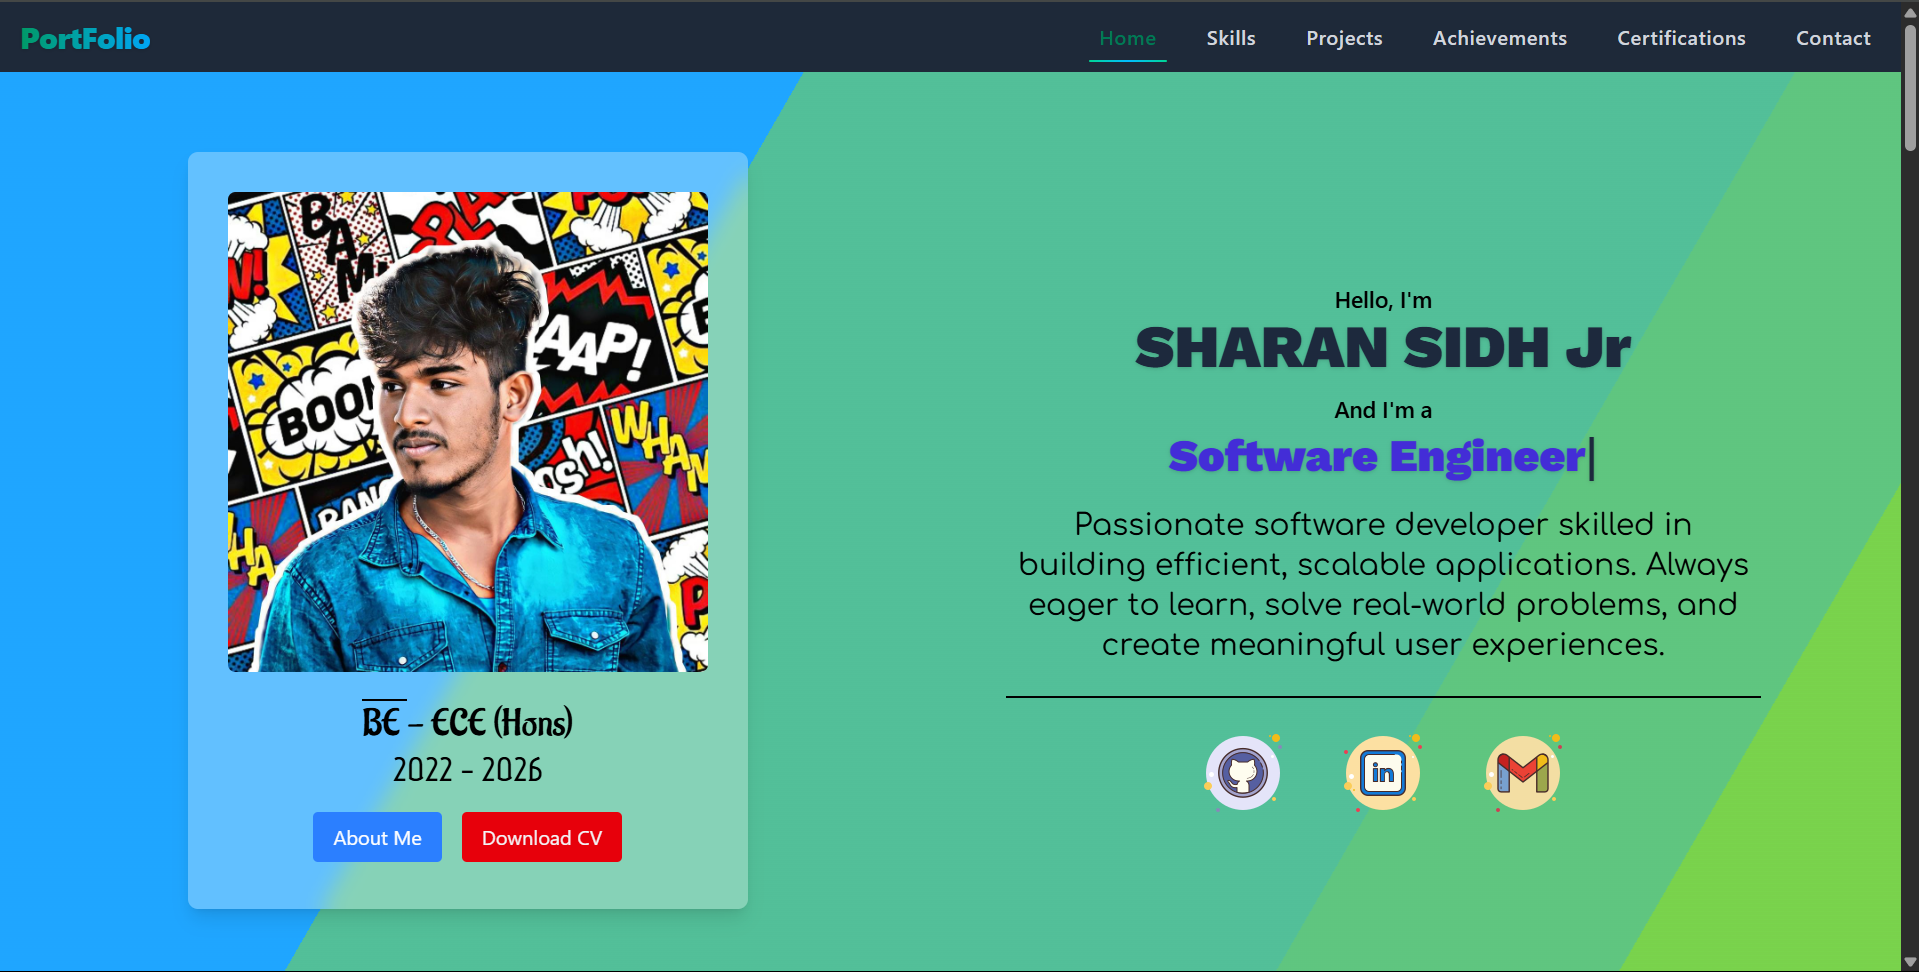 PortFolio
Home Skills Projects Achievements Certifications Contact
BAM
BOO
AAP!
WHAM
BE – ECE (Hons)
2022 – 2026
About Me Download CV
Hello, I'm
SHARAN SIDH Jr
And I'm a
Software Engineer|
Passionate software developer skilled in
building efficient, scalable applications. Always
eager to learn, solve real-world problems, and
create meaningful user experiences.
in